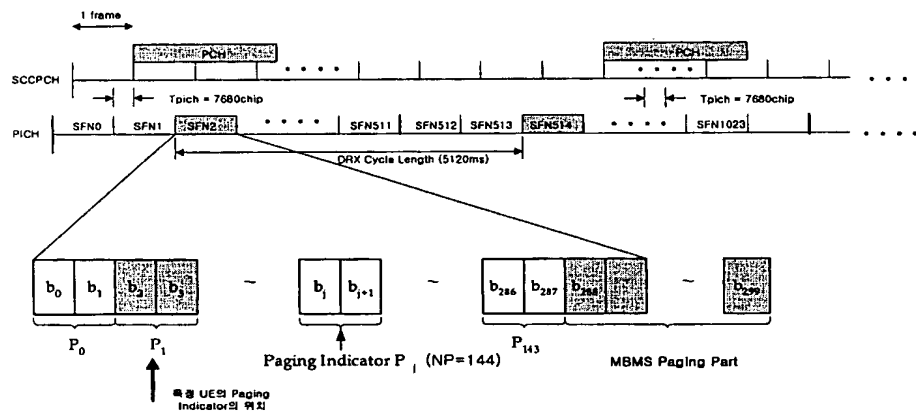 1 frame
PCH
PCH
SCCPCH
Tpich = 7680chip
Tpich = 7680chip
PICH
SFN0
SFN1
SFN2
SFN511
SFN512
SFN513
SFN514
SFN1023
DRX Cycle Length (5120ms)
b0
b1
b2
b3
~
bj
bj+1
~
b286
b287
b288
~
b299
P0
P1
Paging Indicator Pj (NP=144)
P143
MBMS Paging Part
특정 UE의 Paging
Indicator의 위치